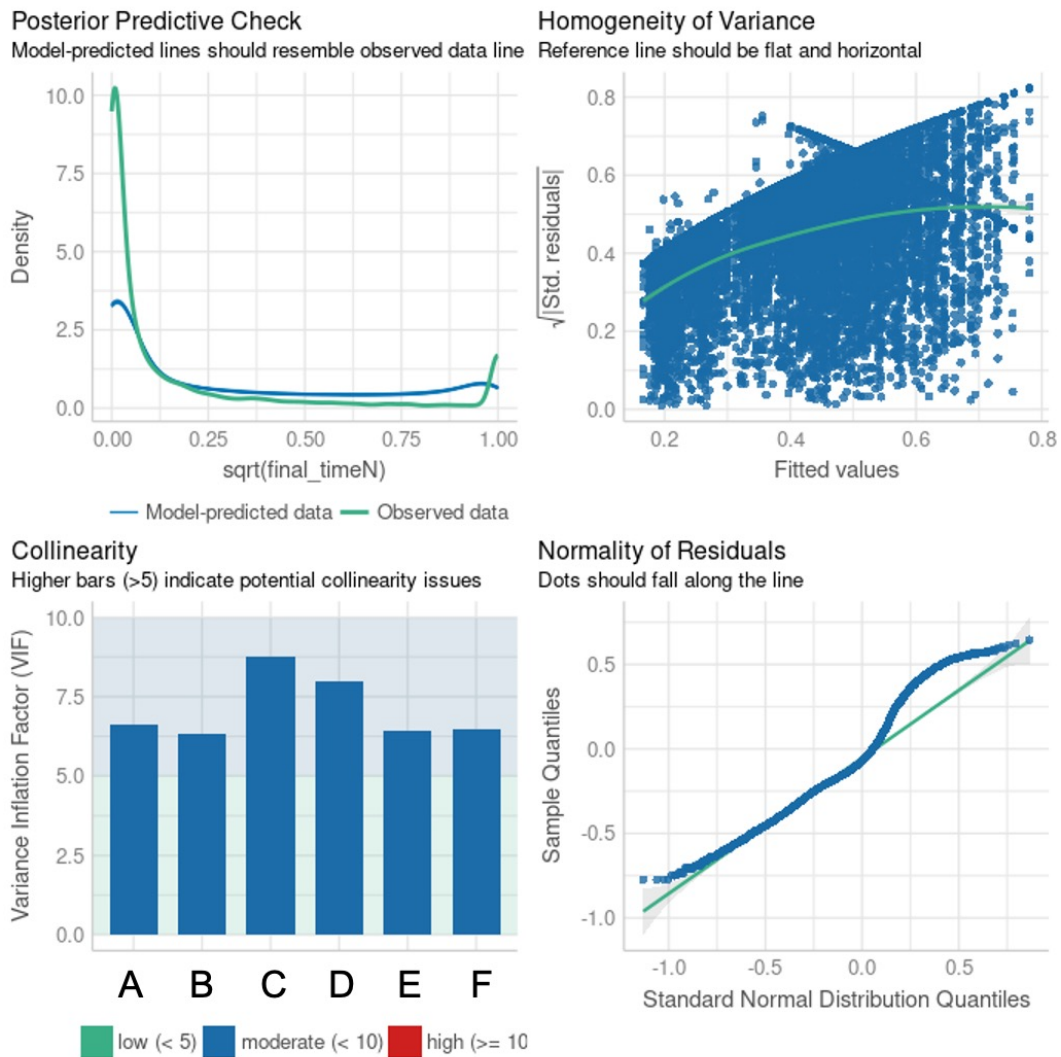 Posterior Predictive Check
Model-predicted lines should resemble observed data line
Density
10.0
7.5
5.0
2.5
0.0
0.00 0.25 0.50 0.75 1.00
sqrt(final_timeN)
Model-predicted data Observed data
Homogeneity of Variance
Reference line should be flat and horizontal
√|Std. residuals|
0.8
0.6
0.4
0.2
0.0
0.2 0.4 0.6 0.8
Fitted values
Collinearity
Higher bars (>5) indicate potential collinearity issues
Variance Inflation Factor (VIF)
10.0
7.5
5.0
2.5
0.0
A B C D E F
low (< 5) moderate (< 10) high (>= 10
Normality of Residuals
Dots should fall along the line
Sample Quantiles
0.5
0.0
-0.5
-1.0
-1.0 -0.5 0.0 0.5
Standard Normal Distribution Quantiles